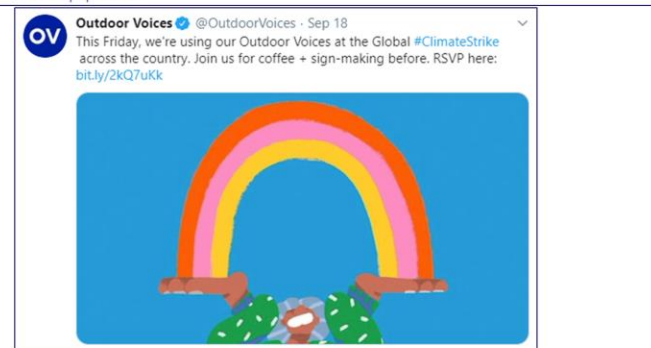 OV
Outdoor Voices @OutdoorVoices · Sep 18
This Friday, we're using our Outdoor Voices at the Global #ClimateStrike
across the country. Join us for coffee + sign-making before. RSVP here:
bit.ly/2kQ7uKk